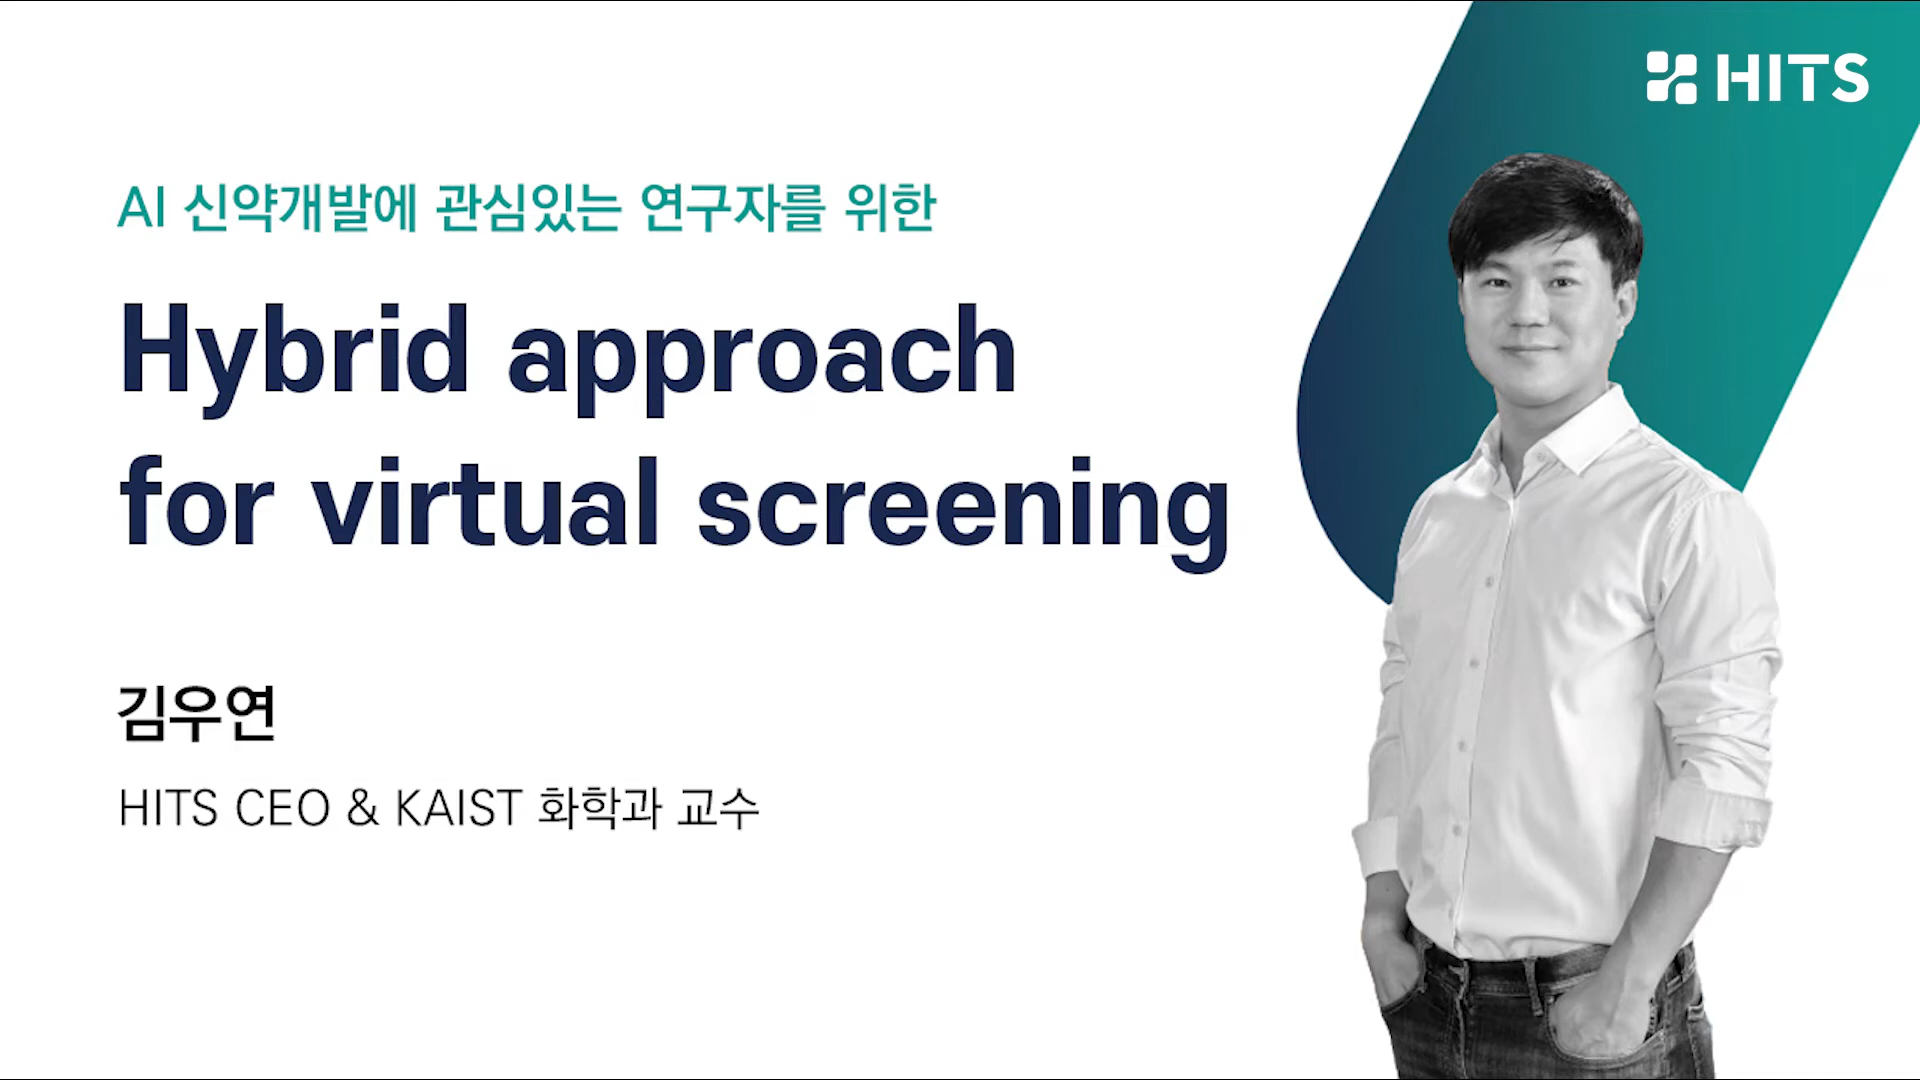 HITS
AI 신약개발에 관심있는 연구자를 위한
Hybrid approach
for virtual screening
김우연
HITS CEO & KAIST 화학과 교수